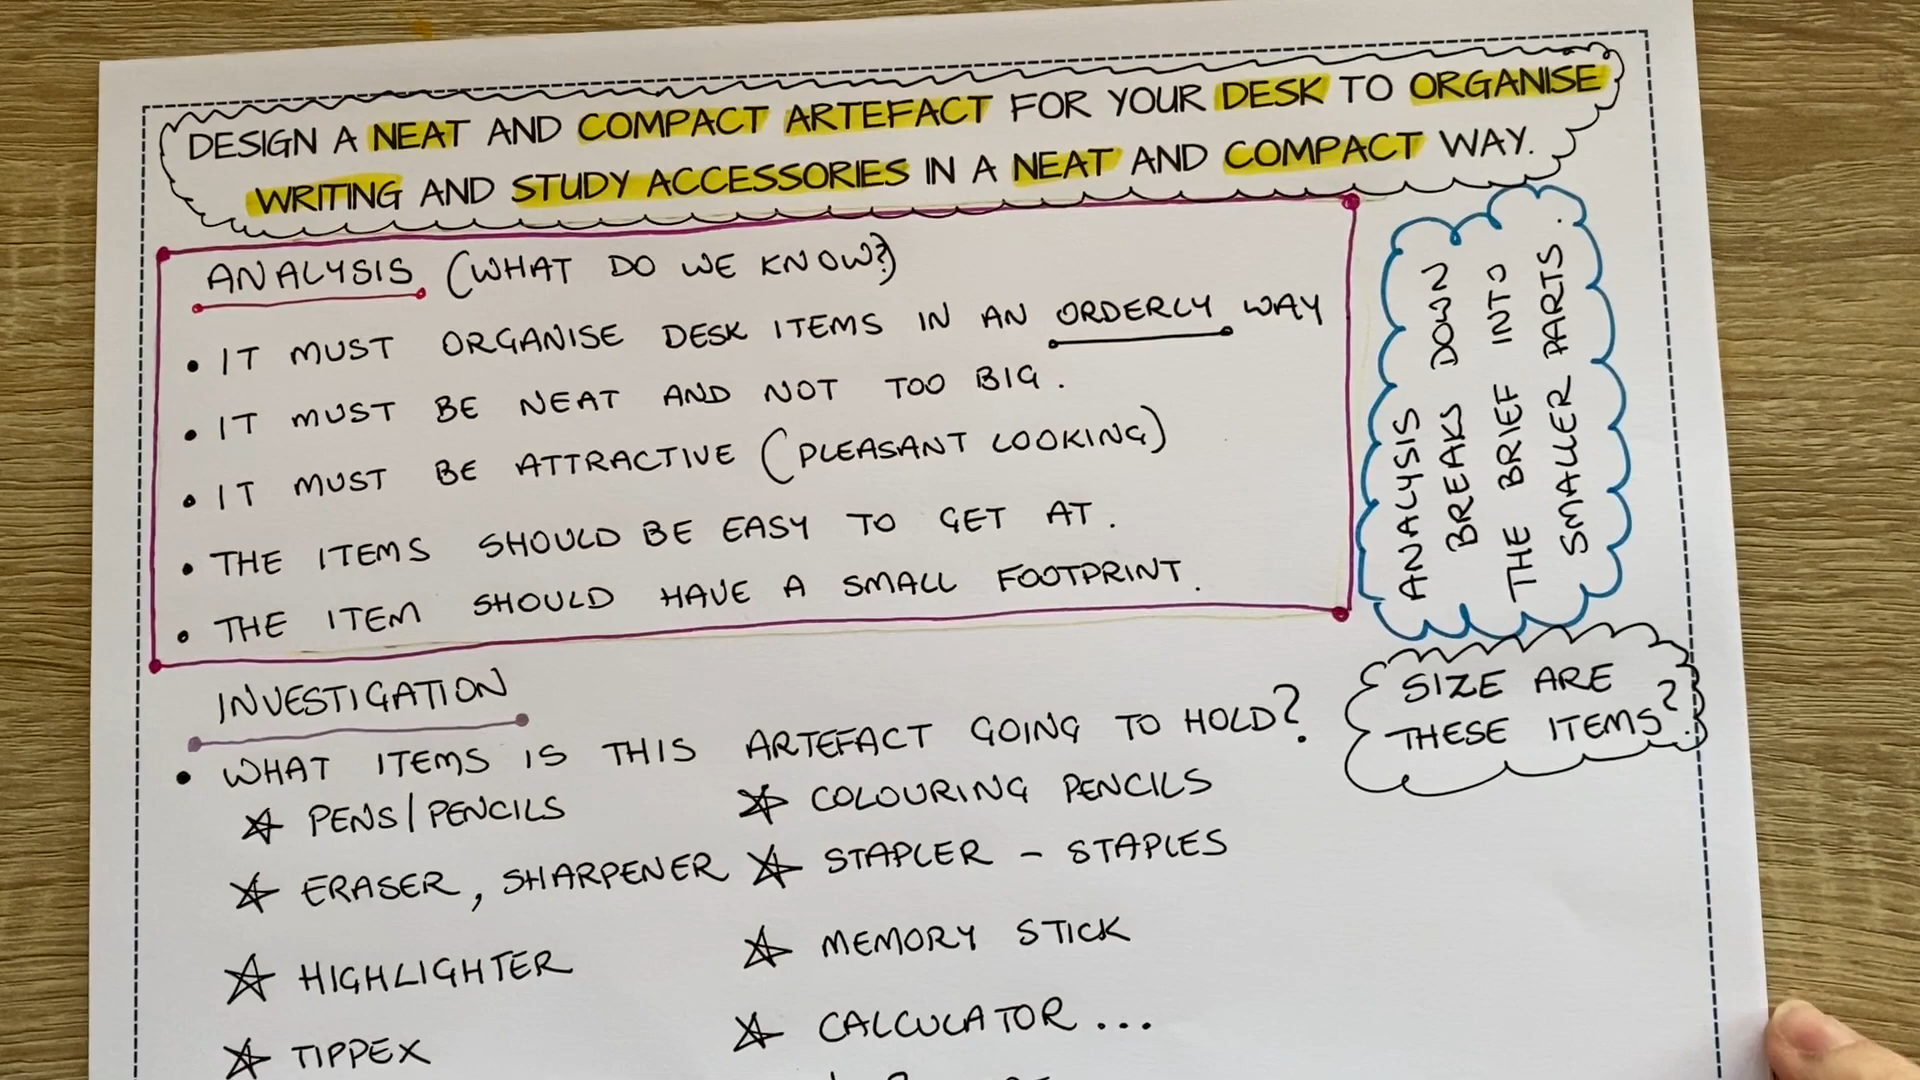 DESIGN A NEAT AND COMPACT ARTEFACT FOR YOUR DESK TO ORGANISE
WRITING AND STUDY ACCESSORIES IN A NEAT AND COMPACT WAY.
ANALYSIS (WHAT DO WE KNOW?)
• IT MUST ORGANISE DESK ITEMS IN AN ORDERLY WAY
• IT MUST BE NEAT AND NOT TOO BIG.
• IT MUST BE ATTRACTIVE (PLEASANT LOOKING)
• THE ITEMS SHOULD BE EASY TO GET AT.
• THE ITEM SHOULD HAVE A SMALL FOOTPRINT.
ANALYSIS
BREAKS DOWN
THE BRIEF INTO
SMALLER PARTS.
INVESTIGATION
• WHAT ITEMS IS THIS ARTEFACT GOING TO HOLD?
SIZE ARE
THESE ITEMS?
☆ PENS/PENCILS
☆ ERASER, SHARPENER
☆ HIGHLIGHTER
☆ TIPPEX
☆ COLOURING PENCILS
☆ STAPLER - STAPLES
☆ MEMORY STICK
☆ CALCULATOR...